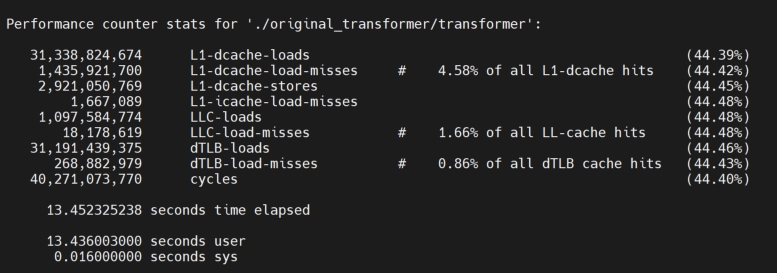 Performance counter stats for './original_transformer/transformer':
31,338,824,674 L1-dcache-loads (44.39%)
1,435,921,700 L1-dcache-load-misses # 4.58% of all L1-dcache hits (44.42%)
2,921,050,769 L1-dcache-stores (44.45%)
1,667,089 L1-icache-load-misses (44.48%)
1,097,584,774 LLC-loads (44.48%)
18,178,619 LLC-load-misses # 1.66% of all LL-cache hits (44.48%)
31,191,439,375 dTLB-loads (44.46%)
268,882,979 dTLB-load-misses # 0.86% of all dTLB cache hits (44.43%)
40,271,073,770 cycles (44.40%)
13.452325238 seconds time elapsed
13.436003000 seconds user
0.016000000 seconds sys